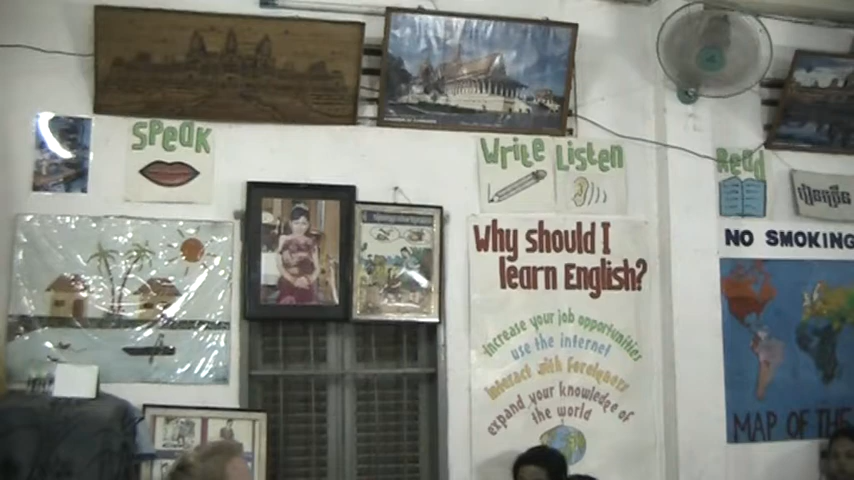 Speak
Write
Listen
Read
Why should I
learn English?
increase your job opportunities
use the internet
interact with foreigners
expand your knowledge of
the world
NO SMOKING
MAP OF THE